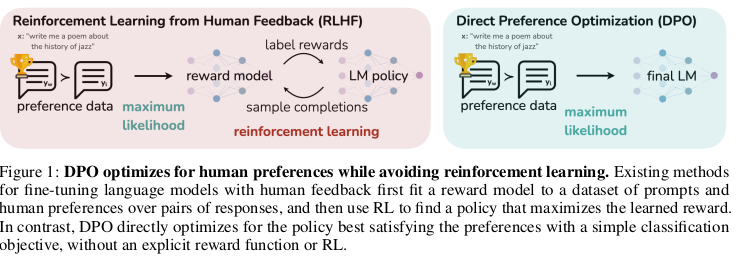 Reinforcement Learning from Human Feedback (RLHF)
x: "write me a poem about
the history of jazz"
label rewards
yw
>
yl
reward model
LM policy
preference data
maximum
likelihood
sample completions
reinforcement learning
Direct Preference Optimization (DPO)
x: "write me a poem about
the history of jazz"
yw
>
yl
final LM
preference data
maximum
likelihood
Figure 1: DPO optimizes for human preferences while avoiding reinforcement learning. Existing methods
for fine-tuning language models with human feedback first fit a reward model to a dataset of prompts and
human preferences over pairs of responses, and then use RL to find a policy that maximizes the learned reward.
In contrast, DPO directly optimizes for the policy best satisfying the preferences with a simple classification
objective, without an explicit reward function or RL.